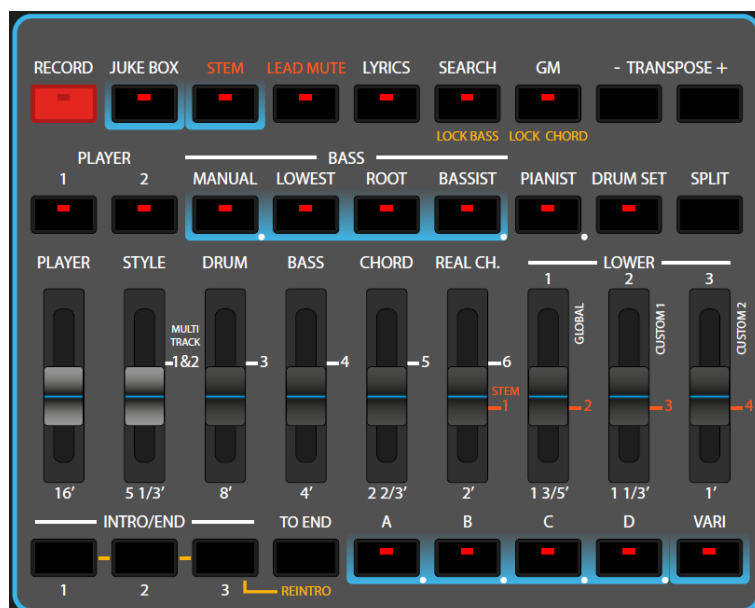 RECORD JUKE BOX STEM LEAD MUTE LYRICS SEARCH GM - TRANSPOSE +
LOCK BASS LOCK CHORD
PLAYER BASS
1 2 MANUAL LOWEST ROOT BASSIST PIANIST DRUM SET SPLIT
PLAYER STYLE DRUM BASS CHORD REAL CH. LOWER
1 2 3
GLOBAL CUSTOM 1 CUSTOM 2
MULTI
TRACK
1&2 3 4 5 6
STEM
1 2 3 4
16' 5 1/3' 8' 4' 2 2/3' 2' 1 3/5' 1 1/3' 1'
INTRO/END TO END A B C D VARI
1 2 3 REINTRO